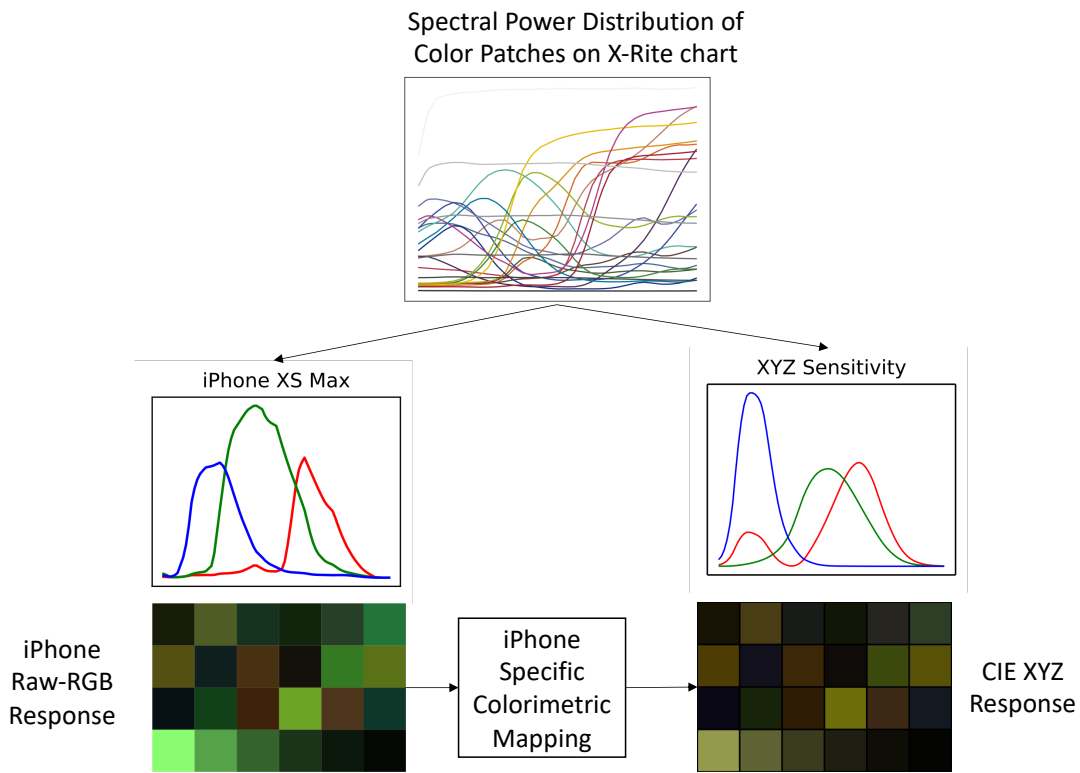 Spectral Power Distribution of
Color Patches on X-Rite chart
iPhone XS Max
XYZ Sensitivity
iPhone
Raw-RGB
Response
iPhone
Specific
Colorimetric
Mapping
CIE XYZ
Response